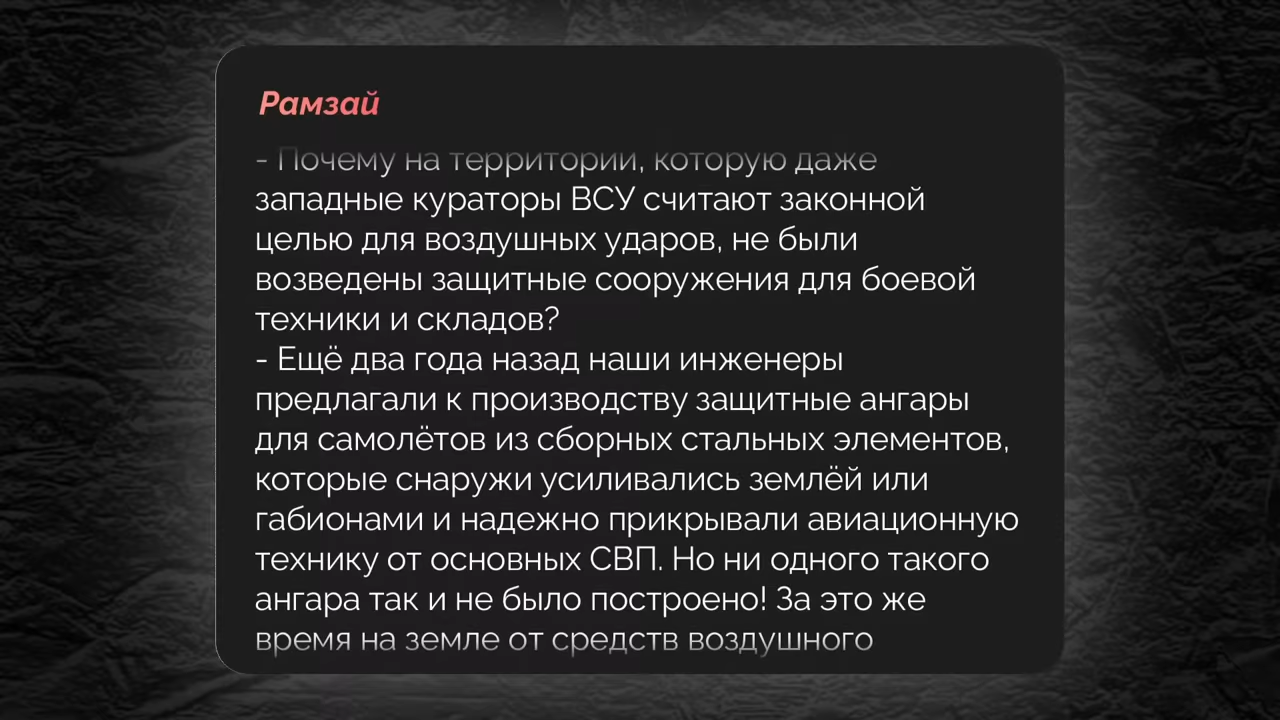 Рамзай
- Почему на территории, которую даже
западные кураторы ВСУ считают законной
целью для воздушных ударов, не были
возведены защитные сооружения для боевой
техники и складов?
- Ещё два года назад наши инженеры
предлагали к производству защитные ангары
для самолётов из сборных стальных элементов,
которые снаружи усиливались землёй или
габионами и надежно прикрывали авиационную
технику от основных СВП. Но ни одного такого
ангара так и не было построено! За это же
время на земле от средств воздушного